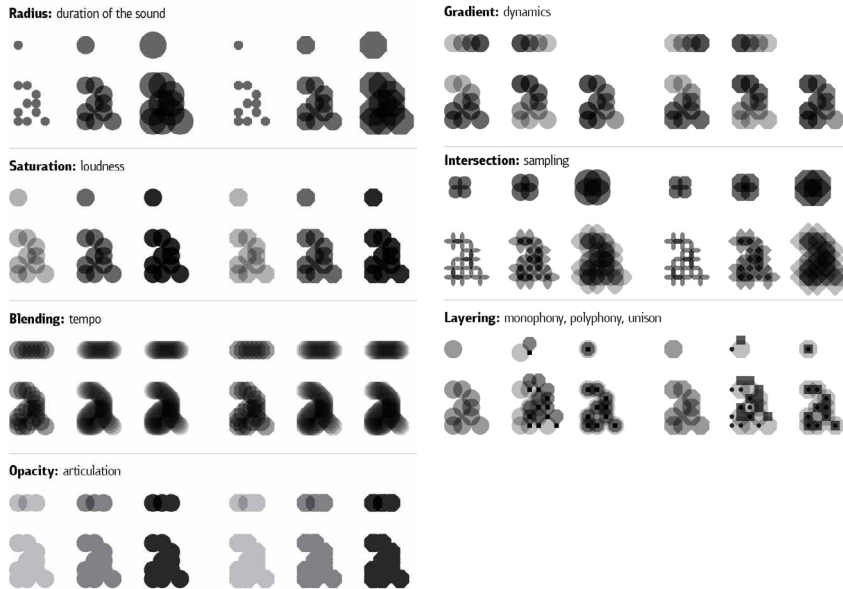 Radius: duration of the sound
Saturation: loudness
Blending: tempo
Opacity: articulation
Gradient: dynamics
Intersection: sampling
Layering: monophony, polyphony, unison